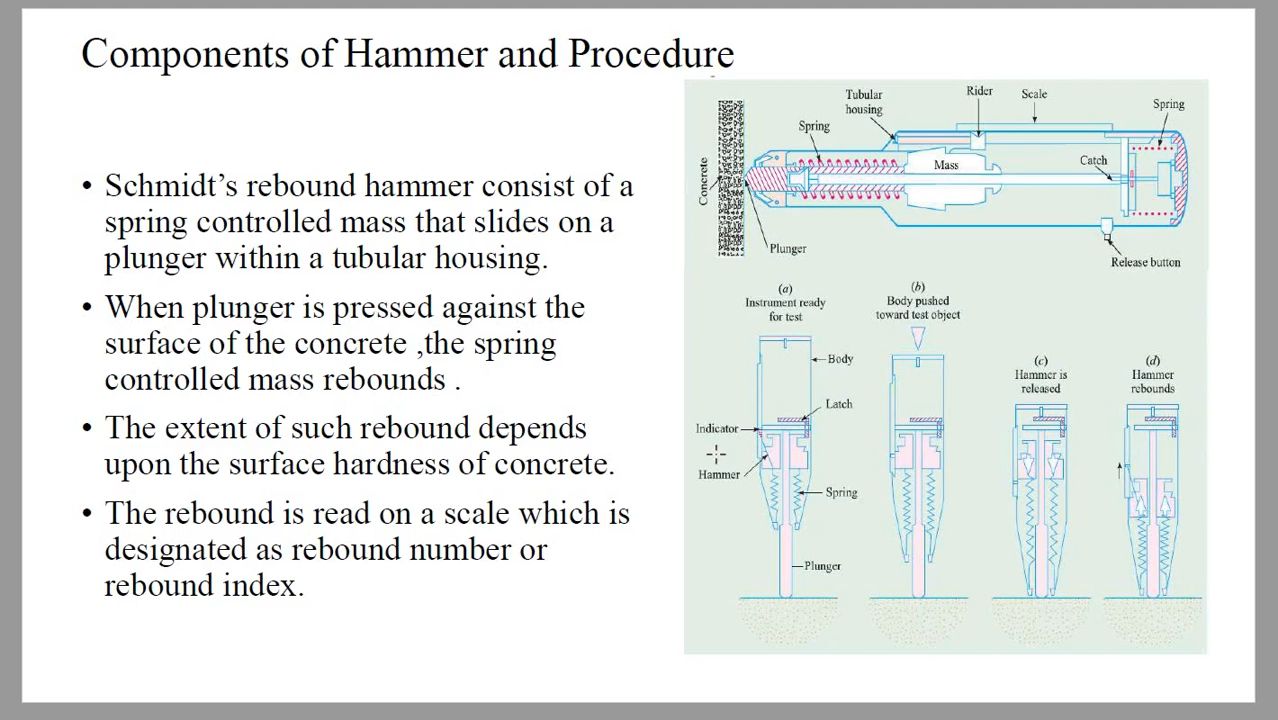 Components of Hammer and Procedure
• Schmidt's rebound hammer consist of a
spring controlled mass that slides on a
plunger within a tubular housing.
• When plunger is pressed against the
surface of the concrete ,the spring
controlled mass rebounds .
• The extent of such rebound depends
upon the surface hardness of concrete.
• The rebound is read on a scale which is
designated as rebound number or
rebound index.
Tubular
housing
Rider
Scale
Spring
Spring
Concrete
Mass
Catch
Plunger
Release button
(a)
Instrument ready
for test
(b)
Body pushed
toward test object
(c)
Hammer is
released
(d)
Hammer
rebounds
Body
Latch
Indicator
Hammer
Spring
Plunger